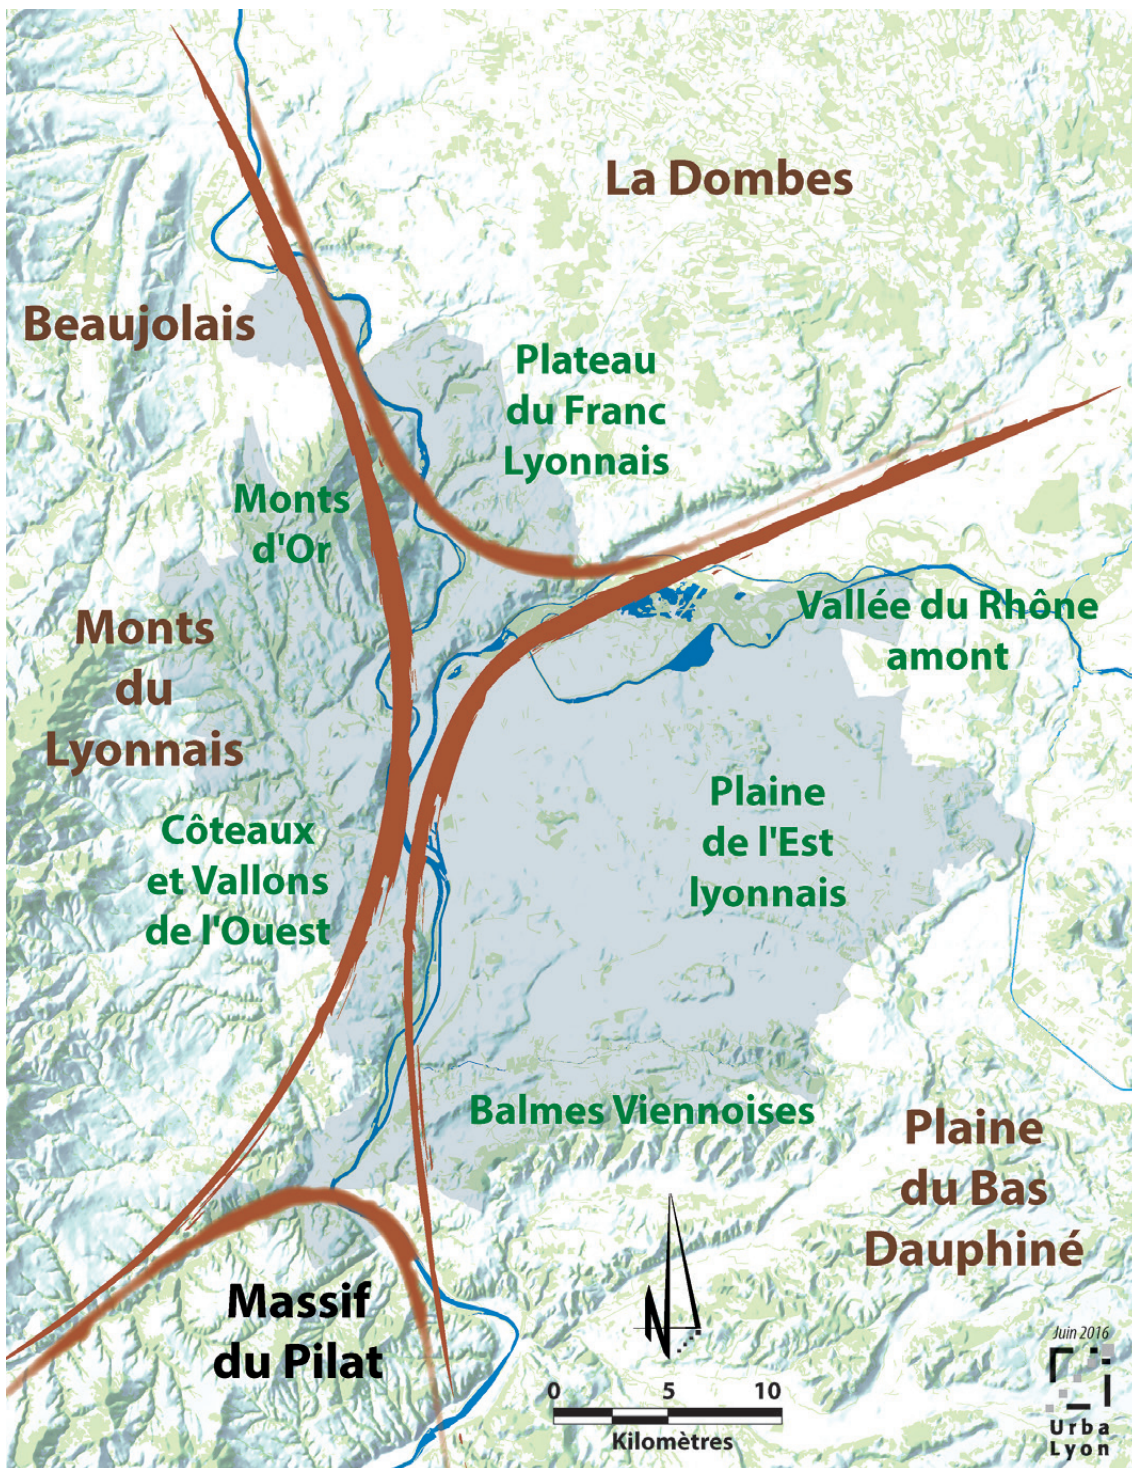 La Dombes
Beaujolais
Plateau
du Franc
Lyonnais
Monts
d'Or
Vallée du Rhône
amont
Monts
du
Lyonnais
Plaine
de l'Est
lyonnais
Côteaux
et Vallons
de l'Ouest
Balmes Viennoises
Plaine
du Bas
Dauphiné
Massif
du Pilat
N
Juin 2016
0 5 10
Kilomètres
Urba
Lyon